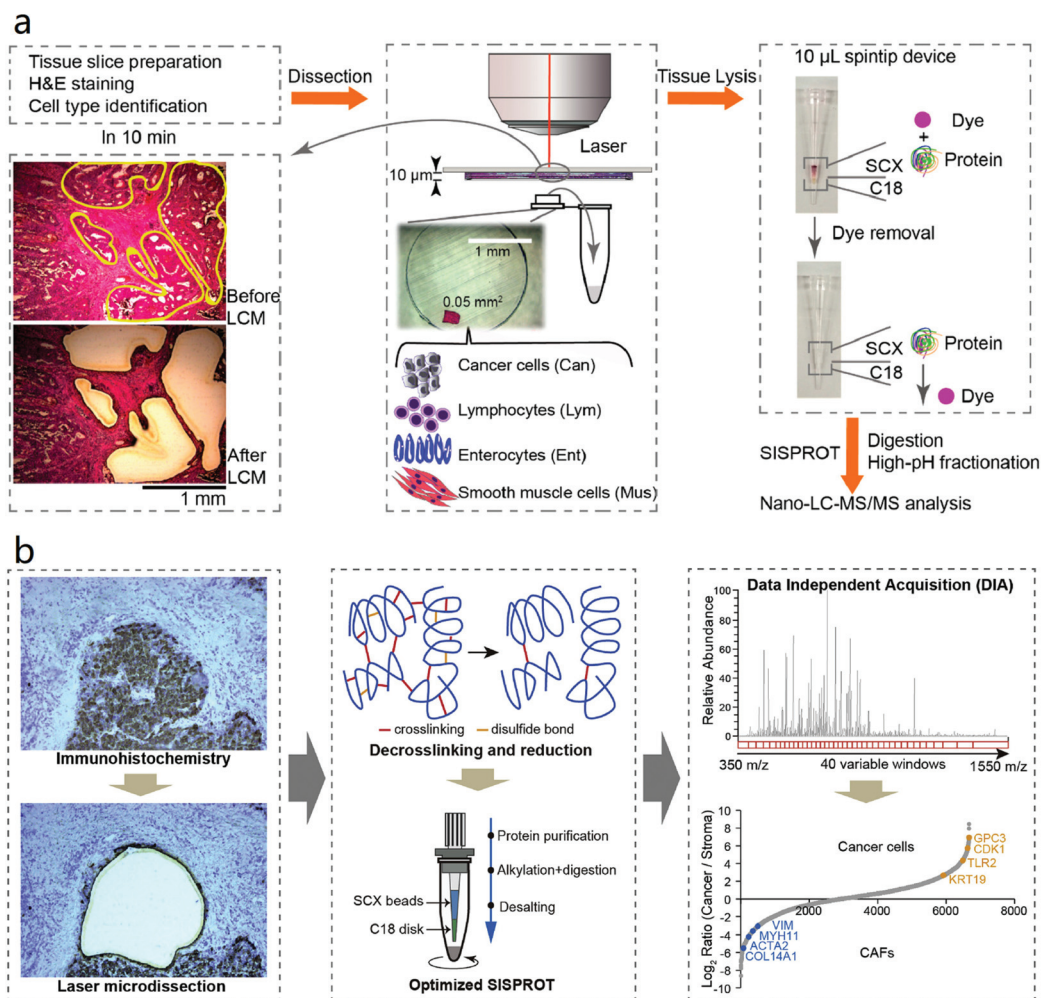 a
Tissue slice preparation
H&E staining
Cell type identification
In 10 min
Before
LCM
After
LCM
1 mm
Dissection
Laser
10 µm
1 mm
0.05 mm²
Cancer cells (Can)
Lymphocytes (Lym)
Enterocytes (Ent)
Smooth muscle cells (Mus)
Tissue Lysis
10 µL spintip device
Dye
+
Protein
SCX
C18
Dye removal
SCX
C18
Protein
Dye
SISPROT
Digestion
High-pH fractionation
Nano-LC-MS/MS analysis
b
Immunohistochemistry
Laser microdissection
crosslinking
disulfide bond
Decrosslinking and reduction
Protein purification
Alkylation+digestion
Desalting
SCX beads
C18 disk
Optimized SISPROT
Data Independent Acquisition (DIA)
Relative Abundance
100
80
60
40
20
0
350 m/z
40 variable windows
1550 m/z
Log₂ Ratio (Cancer / Stroma)
10
8
6
4
2
0
-2
-4
-6
-8
-10
2000
4000
6000
8000
Cancer cells
GPC3
CDK1
TLR2
KRT19
VIM
MYH11
ACTA2
COL14A1
CAFs